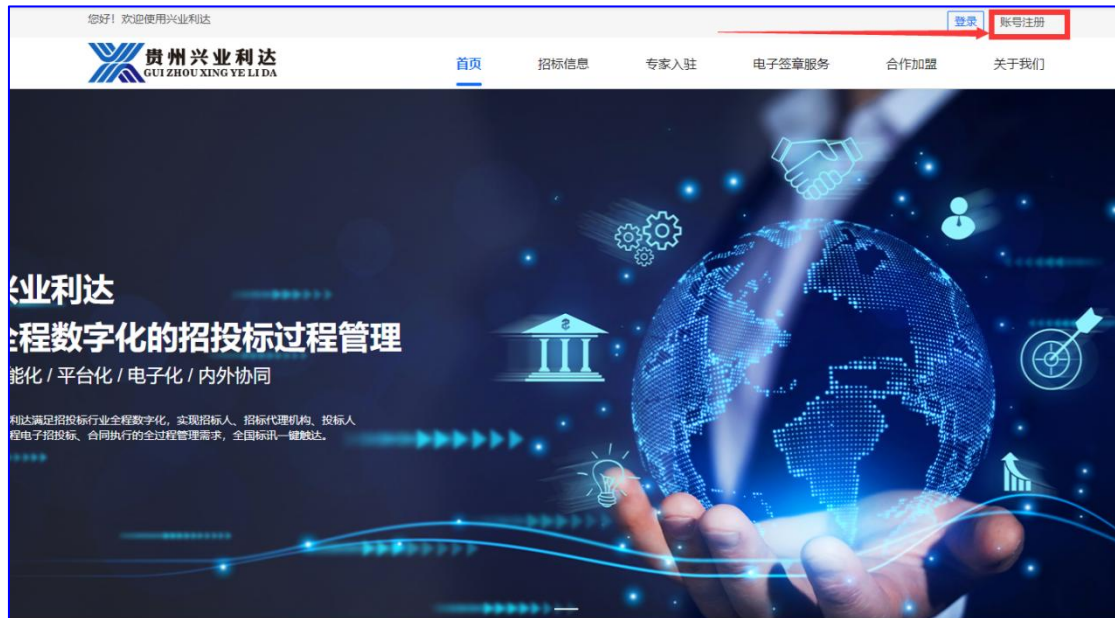 您好！欢迎使用兴业利达
登录 账号注册
贵州兴业利达
GUI ZHOU XING YE LI DA
首页 招标信息 专家入驻 电子签章服务 合作加盟 关于我们
业利达
程数字化的招投标过程管理
能化 / 平台化 / 电子化 / 内外协同
利达满足招投标行业全程数字化，实现招标人、招标代理机构、投标人
程电子招投标、合同执行的全过程管理需求，全国标讯一键触达。